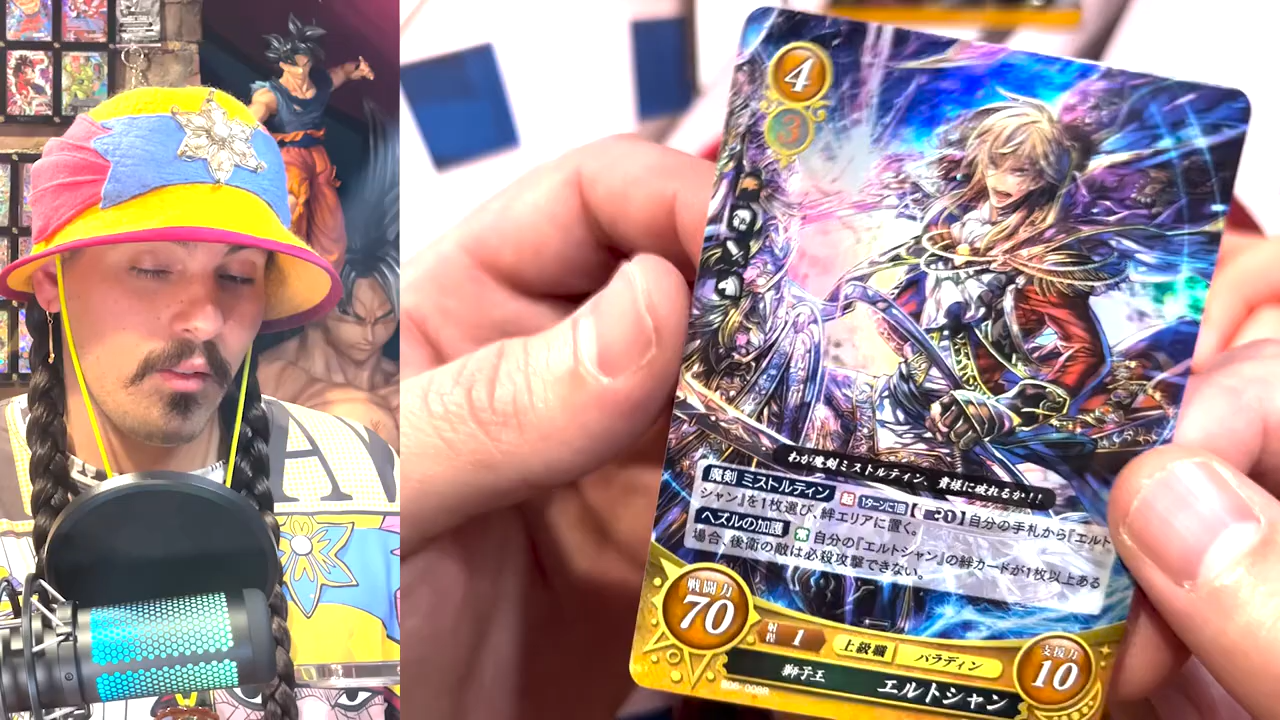 4
3
わが魔剣ミストルティン、貴様に破れるか!!
魔剣 ミストルティン 起 1ターンに1回 自分の手札から『エルト
シャン』を1枚選び、絆エリアに置く。
ヘズルの加護 自分の『エルトシャン』の絆カードが1枚以上ある
場合、後衛の敵は必殺攻撃できない。
戦闘力
70
射程 1
上級職 パラディン
支援力
10
獅子王 エルトシャン
A